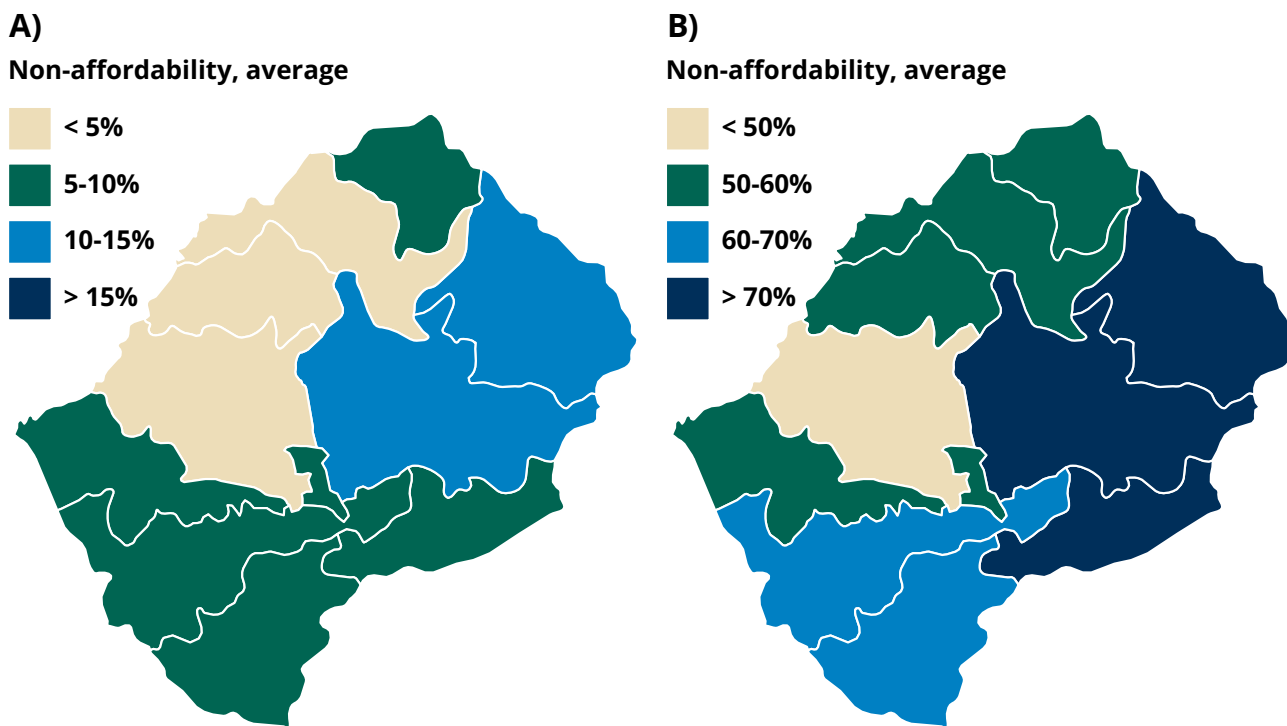 A)
Non-affordability, average
< 5%
5-10%
10-15%
> 15%
B)
Non-affordability, average
< 50%
50-60%
60-70%
> 70%